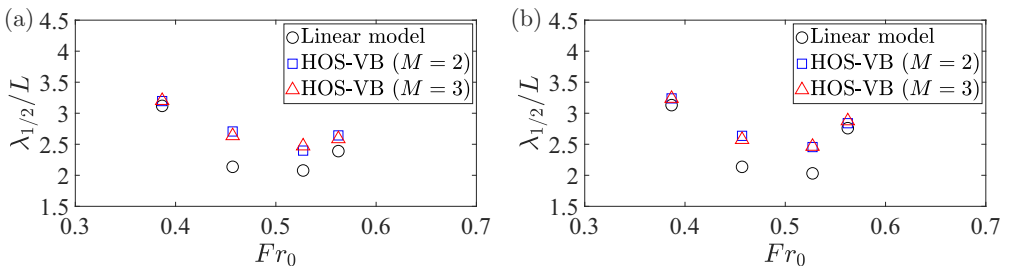 (a)
4.5
4
3.5
3
2.5
2
1.5
0.3 0.4 0.5 0.6 0.7
λ1/2/L
Fr0
Linear model
HOS-VB (M = 2)
HOS-VB (M = 3)
(b)
4.5
4
3.5
3
2.5
2
1.5
0.3 0.4 0.5 0.6 0.7
λ1/2/L
Fr0
Linear model
HOS-VB (M = 2)
HOS-VB (M = 3)